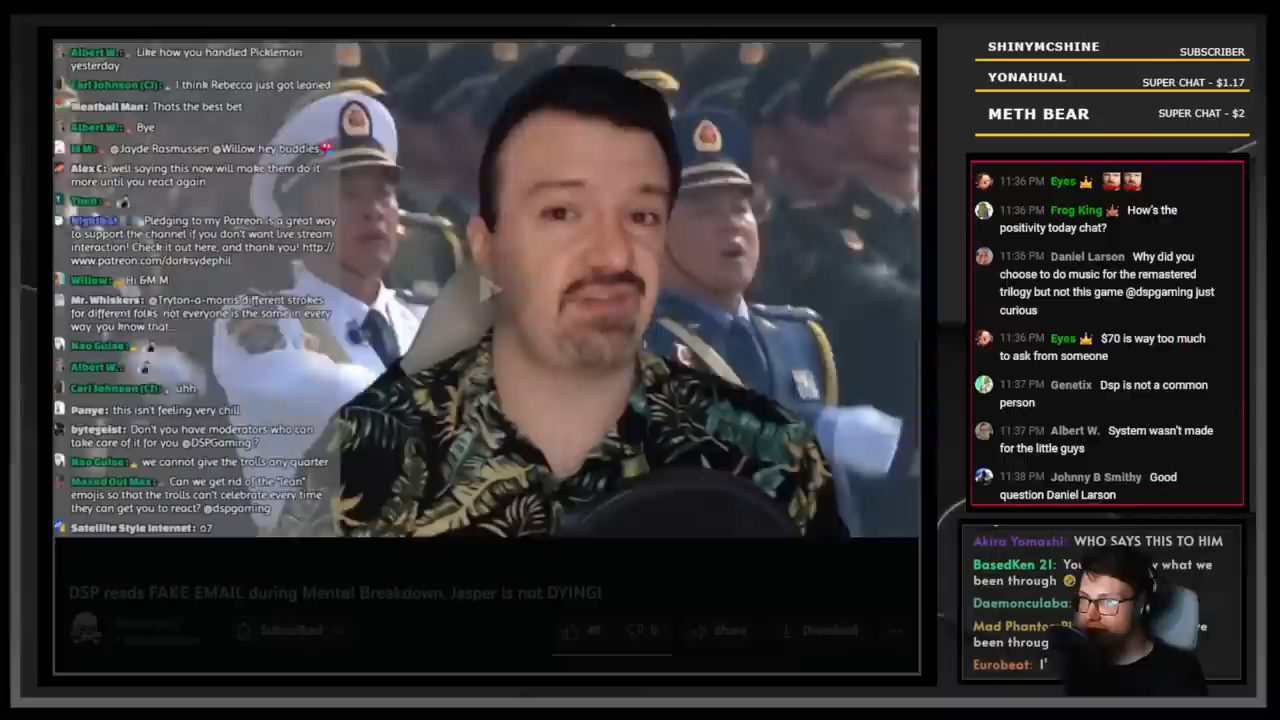 Albert W.: Like how you handled Pickleman
yesterday
Carl Johnson (CJ): I think Rebecca just got leaned
Meatball Man: Thats the best bet
Albert W.: Bye
@Jayde Rasmussen @Willow hey buddies
Alex C: well saying this now will make them do it
more until you react again
Pledging to my Patreon is a great way
to support the channel if you don't want live stream
interaction! Check it out here, and thank you! http://
www.patreon.com/darksydephil
Willow: Hi &M M
Mr. Whiskers: @Tryton-a-morris different strokes
for different folks. not everyone is the same in every
way. you know that...
Nao Guise:
Albert W.:
Carl Johnson (CJ): uhh
Panye: this isn't feeling very chill
bytegeist: Don't you have moderators who can
take care of it for you @DSPGaming ?
Nao Guise: we cannot give the trolls any quarter
Maxed Out Max: Can we get rid of the "lean"
emojis so that the trolls can't celebrate every time
they can get you to react? @dspgaming
Satellite Style Internet: o7
DSP reads FAKE EMAIL during Mental Breakdown. Jasper is not DYING!
Subscribed
46
0
Share
Download
SHINYMCSHINE SUBSCRIBER
YONAHUAL SUPER CHAT - $1.17
METH BEAR SUPER CHAT - $2
11:36 PM Eyes
11:36 PM Frog King How's the
positivity today chat?
11:36 PM Daniel Larson Why did you
choose to do music for the remastered
trilogy but not this game @dspgaming just
curious
11:36 PM Eyes $70 is way too much
to ask from someone
11:37 PM Genetix Dsp is not a common
person
11:37 PM Albert W. System wasn't made
for the little guys
11:38 PM Johnny B Smithy Good
question Daniel Larson
Akira Yamashi: WHO SAYS THIS TO HIM
BasedKen 21: what we
been through
Daemonculaba:
Mad Phanto
been throug
Eurobeat: I'